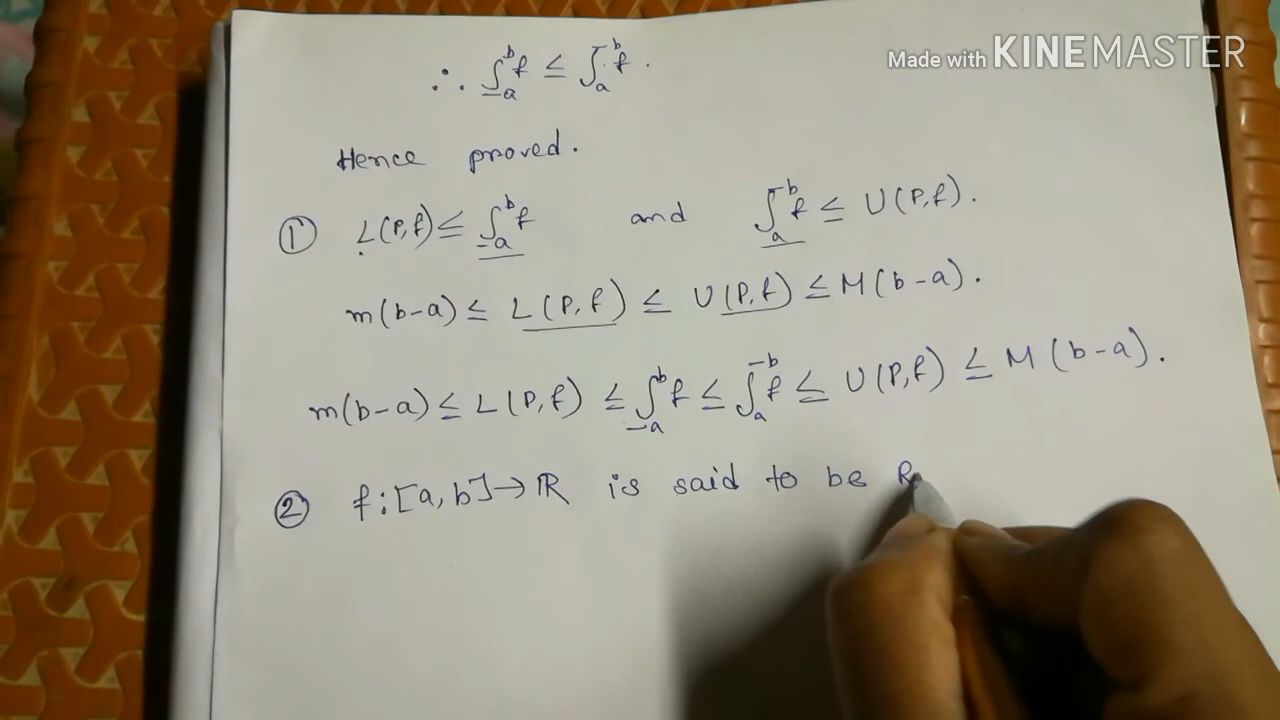 Made with KINEMASTER
∴ ∫_a^b f ≤ ∫_a^‾b f .
Hence proved.
① L(P,f) ≤ ∫_a^b f and ∫_a^‾b f ≤ U(P,f).
m(b-a) ≤ L(P,f) ≤ U(P,f) ≤ M(b-a).
m(b-a) ≤ L(P,f) ≤ ∫_a^b f ≤ ∫_a^‾b f ≤ U(P,f) ≤ M(b-a).
② f:[a,b]→ℝ is said to be R